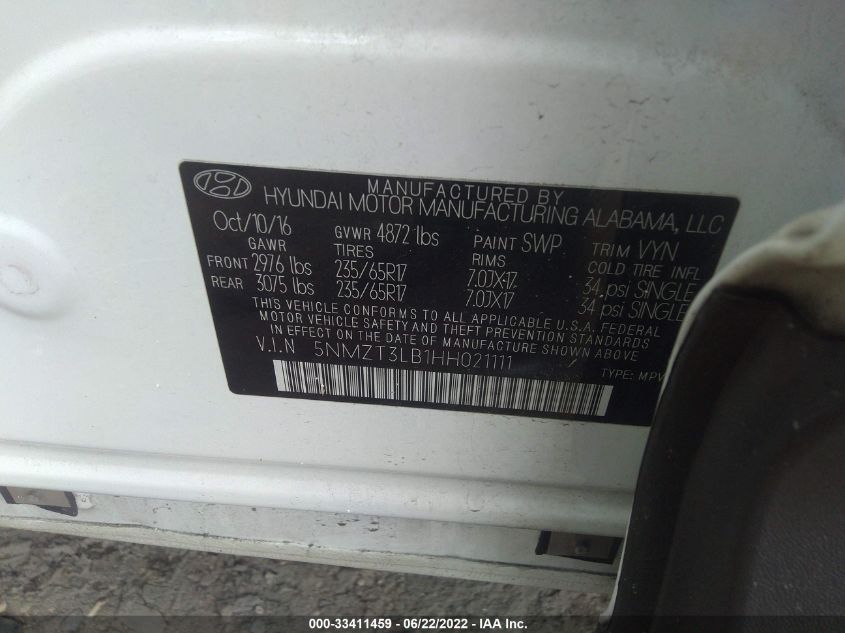 MANUFACTURED BY
HYUNDAI MOTOR MANUFACTURING ALABAMA, LLC
Oct/10/16 GVWR 4872 lbs PAINT SWP TRIM VYN
GAWR TIRES RIMS COLD TIRE INFL
FRONT 2976 lbs 235/65R17 7.0JX17 34 psi SINGLE
REAR 3075 lbs 235/65R17 7.0JX17 34 psi SINGLE
THIS VEHICLE CONFORMS TO ALL APPLICABLE U.S.A. FEDERAL
MOTOR VEHICLE SAFETY AND THEFT PREVENTION STANDARDS
IN EFFECT ON THE DATE OF MANUFACTURE SHOWN ABOVE
V.I.N 5NMZT3LB1HH021111
TYPE: MPV
000-33411459 - 06/22/2022 - IAA Inc.